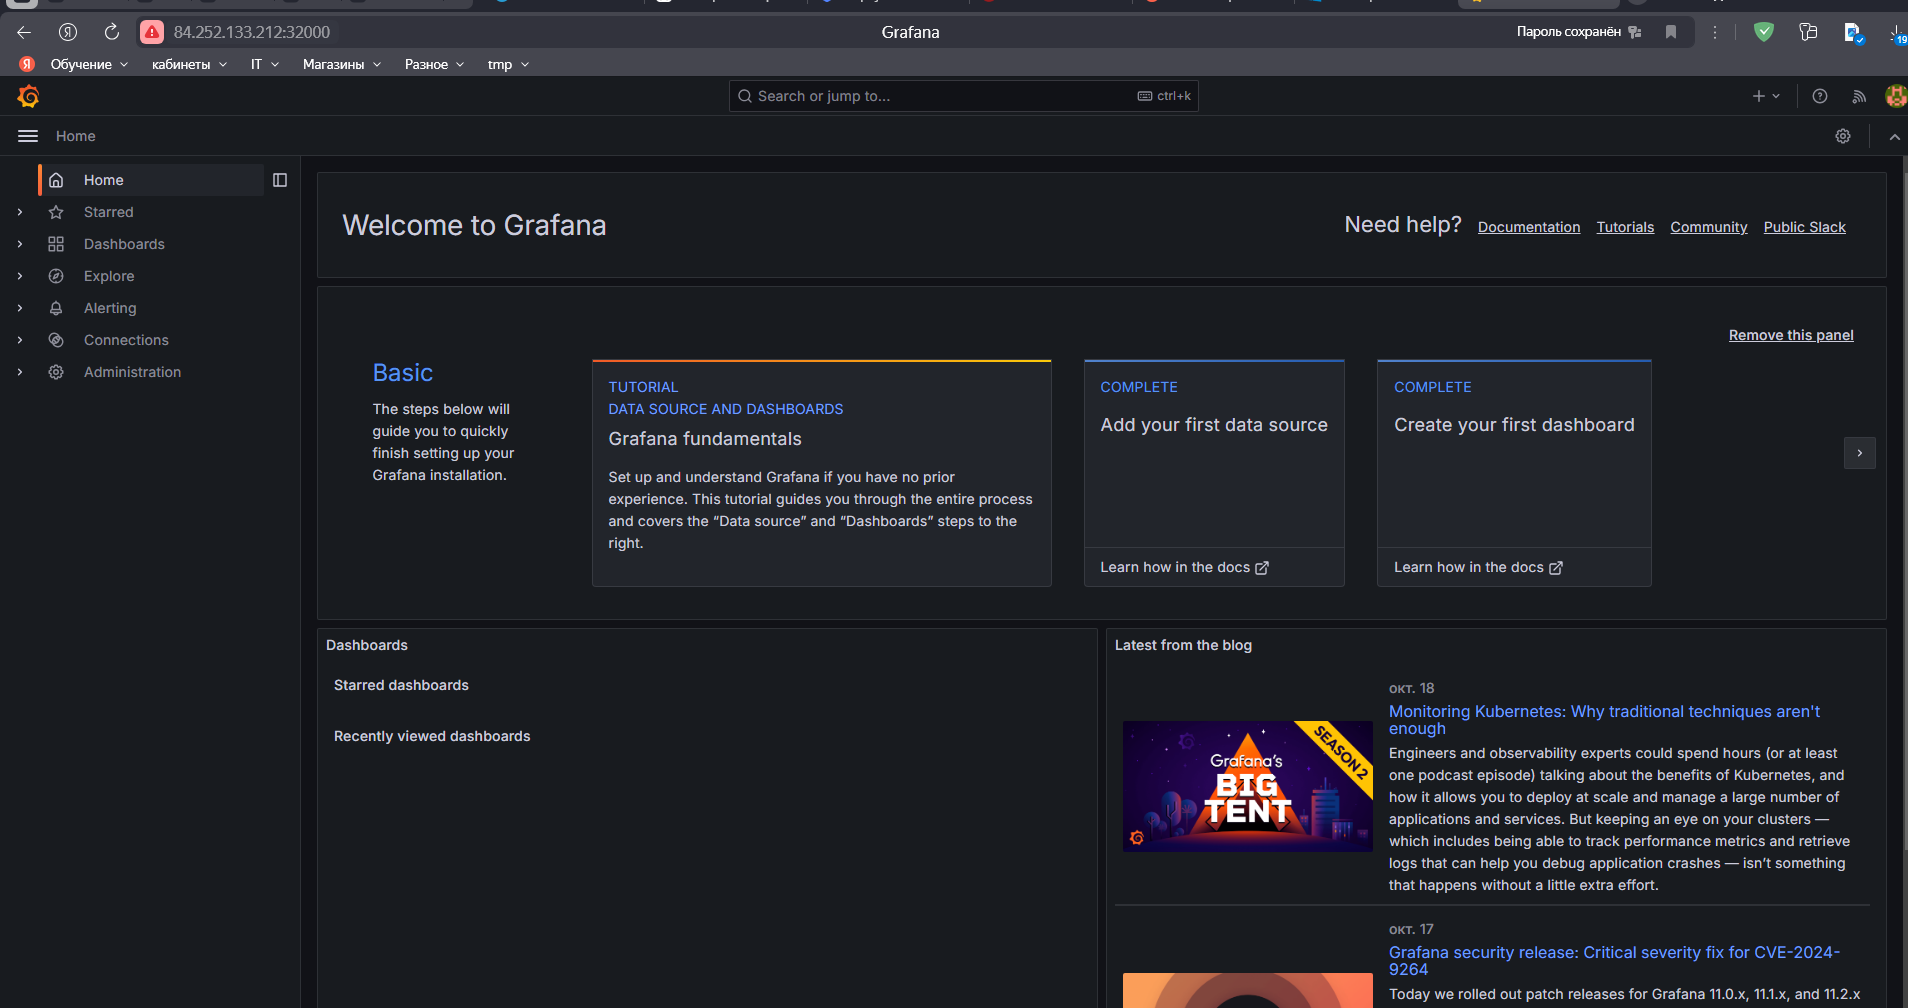 84.252.133.212:32000
Grafana
Пароль сохранён
19
Я
Обучение
кабинеты
IT
Магазины
Разное
tmp
Search or jump to...
ctrl+k
Home
Home
Starred
Dashboards
Explore
Alerting
Connections
Administration
Welcome to Grafana
Need help?
Documentation
Tutorials
Community
Public Slack
Remove this panel
Basic
The steps below will
guide you to quickly
finish setting up your
Grafana installation.
TUTORIAL
DATA SOURCE AND DASHBOARDS
Grafana fundamentals
Set up and understand Grafana if you have no prior
experience. This tutorial guides you through the entire process
and covers the “Data source” and “Dashboards” steps to the
right.
COMPLETE
Add your first data source
Learn how in the docs
COMPLETE
Create your first dashboard
Learn how in the docs
Dashboards
Starred dashboards
Recently viewed dashboards
Latest from the blog
Grafana's
BIG
TENT
SEASON 2
окт. 18
Monitoring Kubernetes: Why traditional techniques aren't
enough
Engineers and observability experts could spend hours (or at least
one podcast episode) talking about the benefits of Kubernetes, and
how it allows you to deploy at scale and manage a large number of
applications and services. But keeping an eye on your clusters —
which includes being able to track performance metrics and retrieve
logs that can help you debug application crashes — isn’t something
that happens without a little extra effort.
окт. 17
Grafana security release: Critical severity fix for CVE-2024-
9264
Today we rolled out patch releases for Grafana 11.0.x, 11.1.x, and 11.2.x